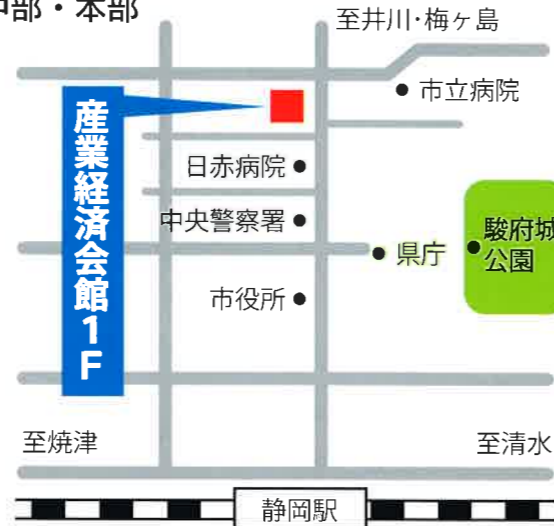 中部・本部
至井川・梅ヶ島
市立病院
産業経済会館1F
日赤病院
中央警察署
県庁
駿府城
公園
市役所
至焼津
至清水
静岡駅